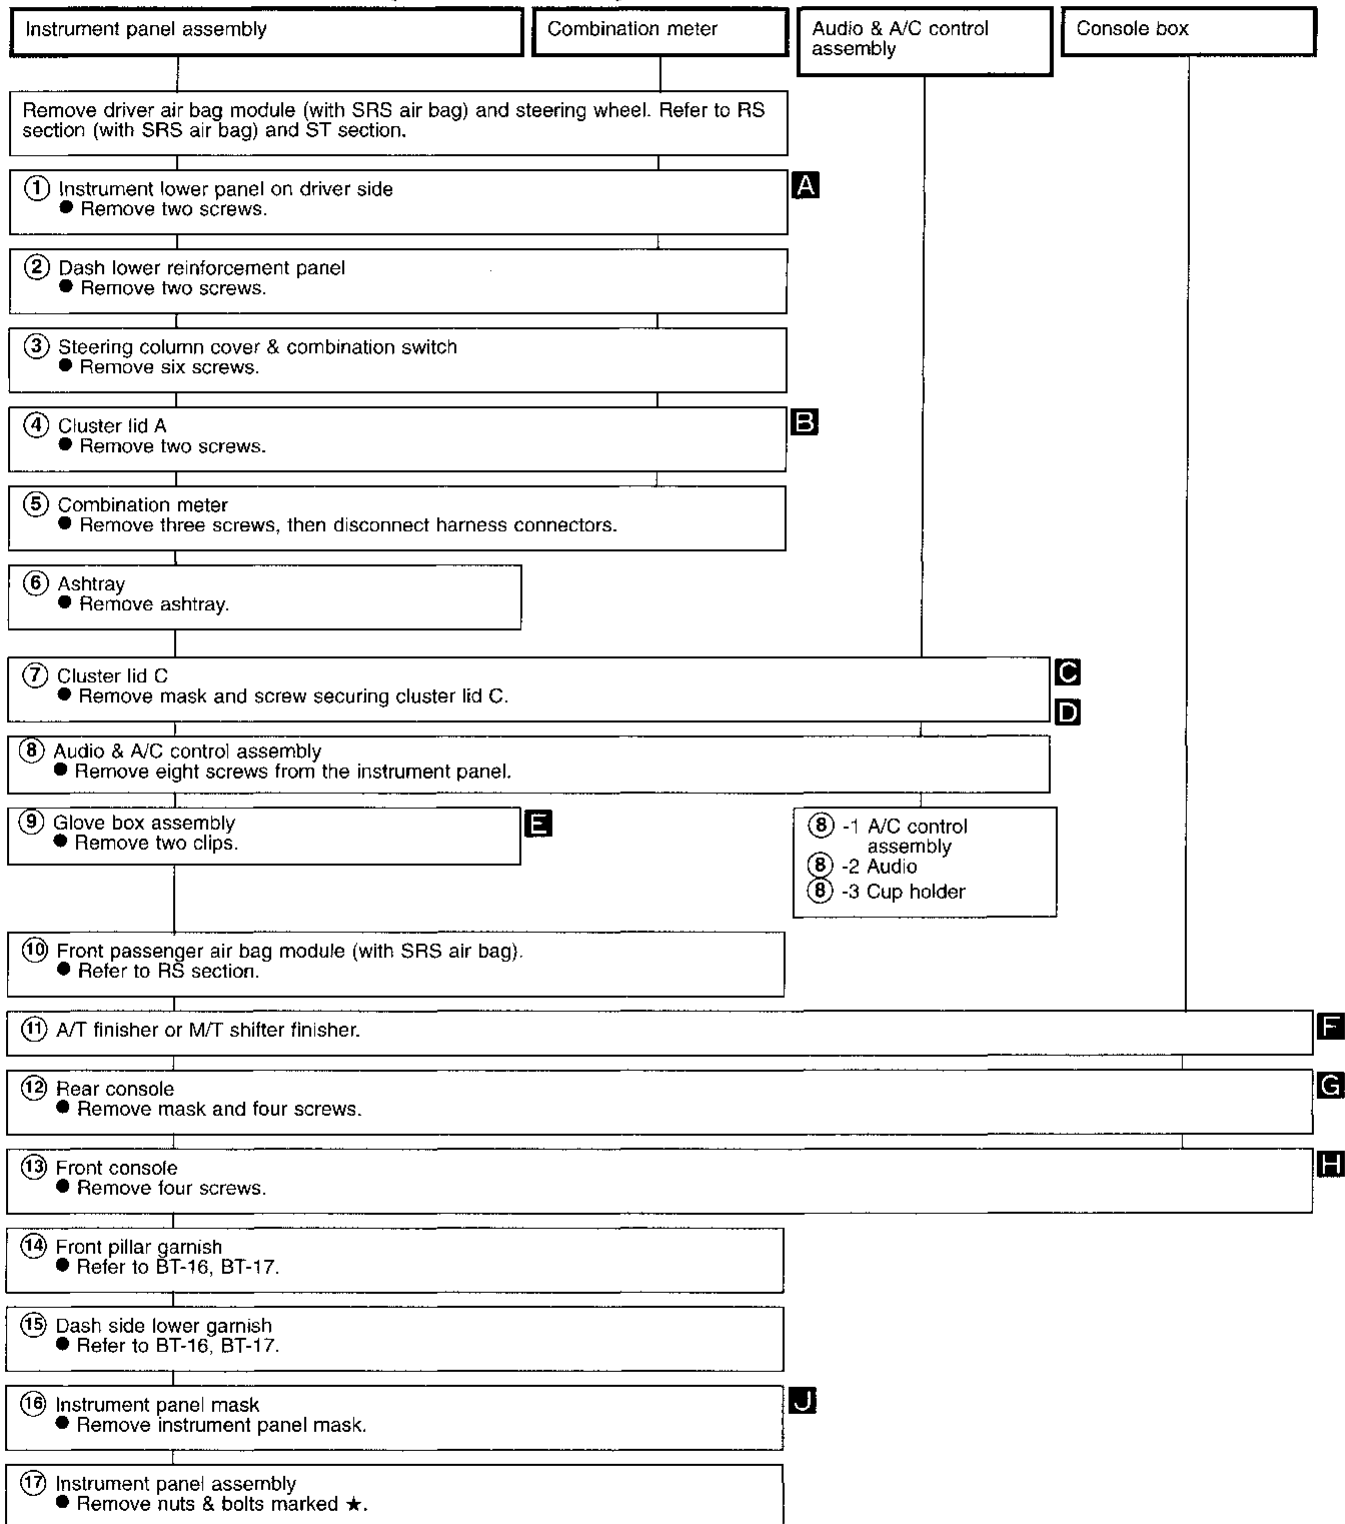 Instrument panel assembly
Combination meter
Audio & A/C control
assembly
Console box
Remove driver air bag module (with SRS air bag) and steering wheel. Refer to RS
section (with SRS air bag) and ST section.
① Instrument lower panel on driver side
● Remove two screws.
A
② Dash lower reinforcement panel
● Remove two screws.
③ Steering column cover & combination switch
● Remove six screws.
④ Cluster lid A
● Remove two screws.
B
⑤ Combination meter
● Remove three screws, then disconnect harness connectors.
⑥ Ashtray
● Remove ashtray.
⑦ Cluster lid C
● Remove mask and screw securing cluster lid C.
C
D
⑧ Audio & A/C control assembly
● Remove eight screws from the instrument panel.
⑨ Glove box assembly
● Remove two clips.
E
⑧ -1 A/C control
assembly
⑧ -2 Audio
⑧ -3 Cup holder
⑩ Front passenger air bag module (with SRS air bag).
● Refer to RS section.
⑪ A/T finisher or M/T shifter finisher.
F
⑫ Rear console
● Remove mask and four screws.
G
⑬ Front console
● Remove four screws.
H
⑭ Front pillar garnish
● Refer to BT-16, BT-17.
⑮ Dash side lower garnish
● Refer to BT-16, BT-17.
⑯ Instrument panel mask
● Remove instrument panel mask.
J
⑰ Instrument panel assembly
● Remove nuts & bolts marked ★.